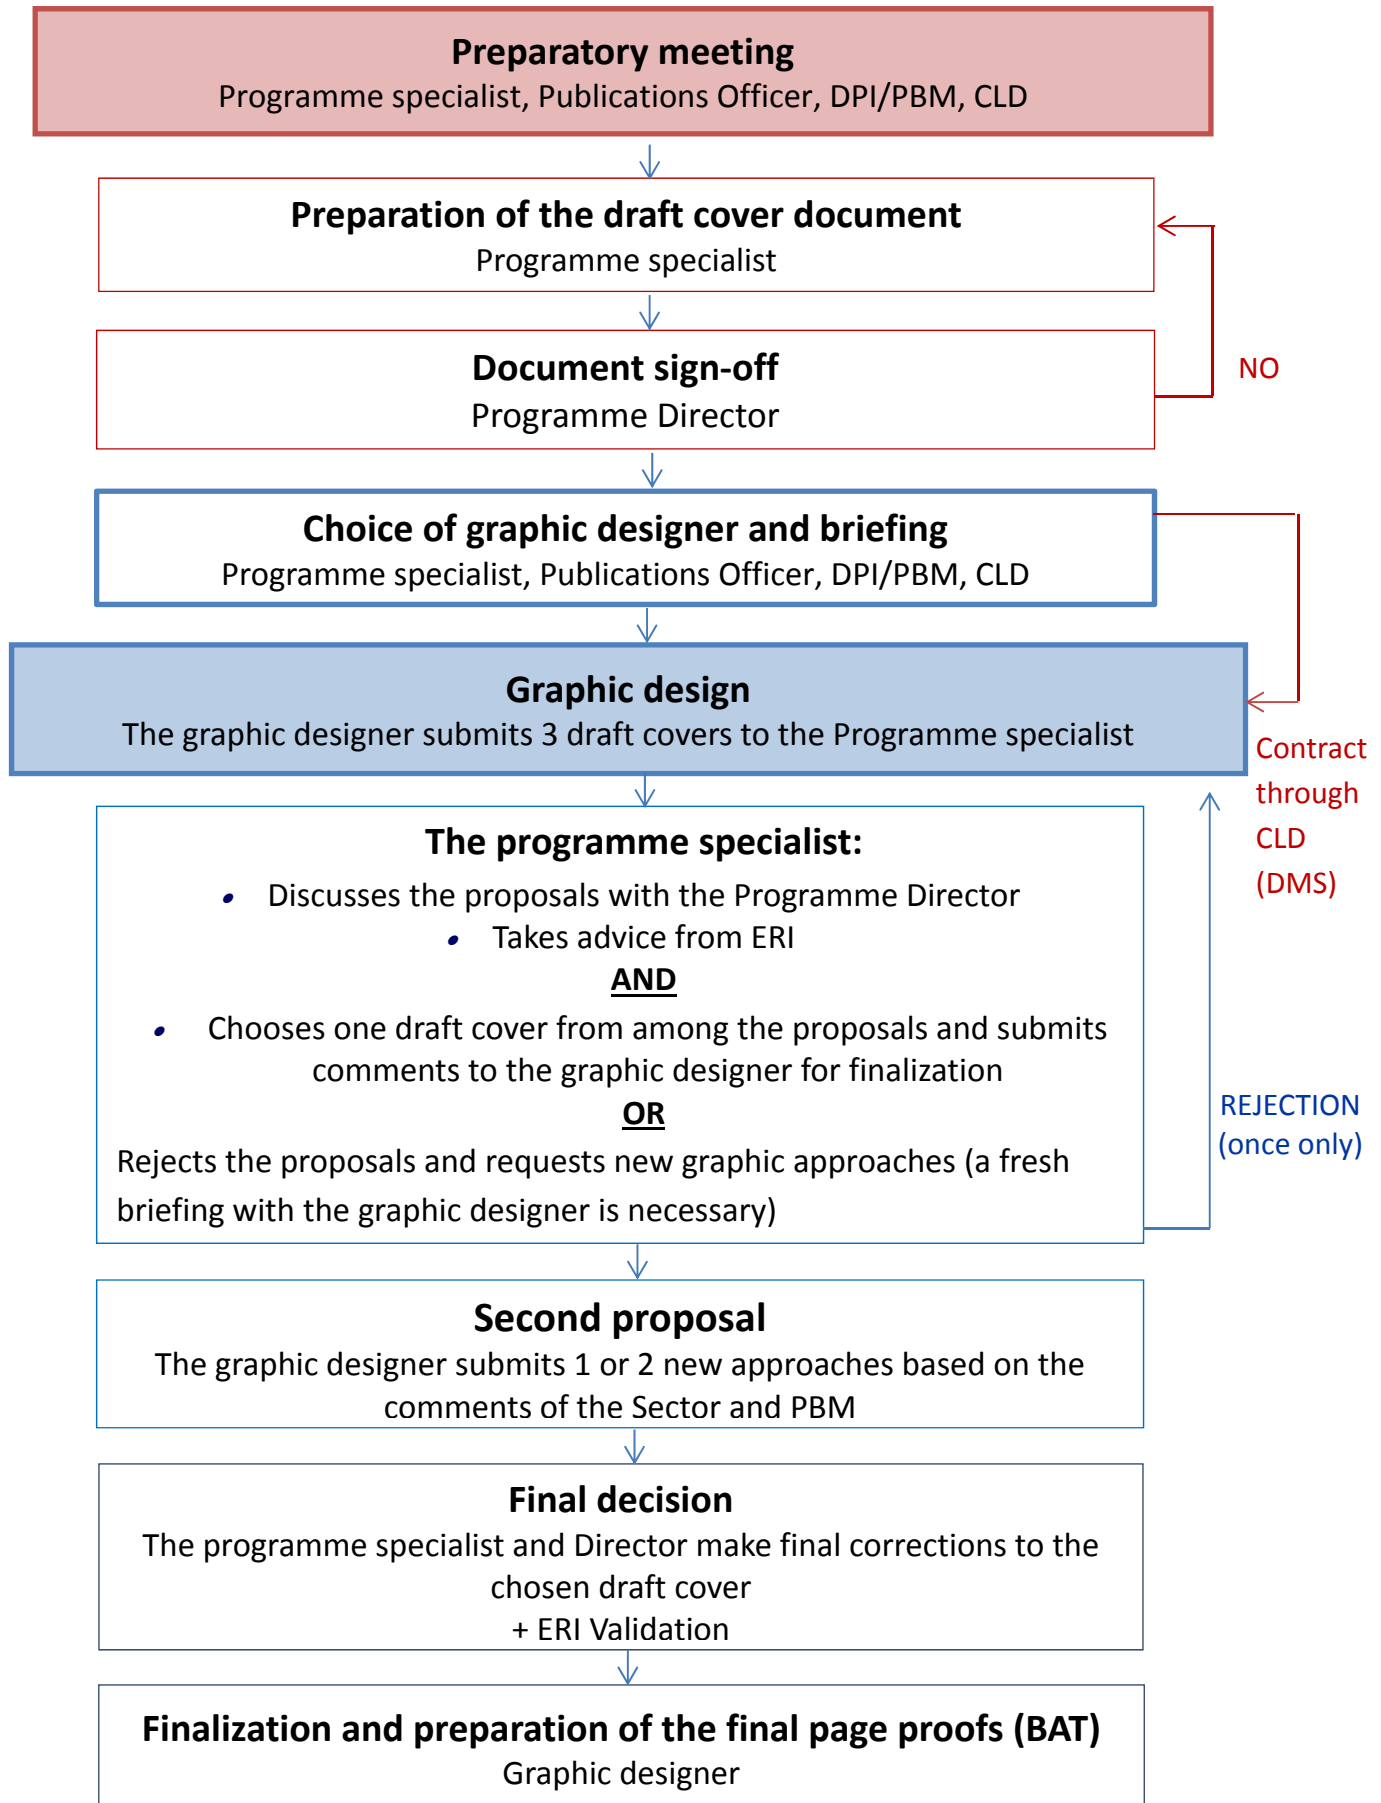 Preparatory meeting
Programme specialist, Publications Officer, DPI/PBM, CLD
Preparation of the draft cover document
Programme specialist
Document sign-off
Programme Director
NO
Choice of graphic designer and briefing
Programme specialist, Publications Officer, DPI/PBM, CLD
Graphic design
The graphic designer submits 3 draft covers to the Programme specialist
Contract
through
CLD
(DMS)
The programme specialist:
• Discusses the proposals with the Programme Director
• Takes advice from ERI
AND
• Chooses one draft cover from among the proposals and submits
comments to the graphic designer for finalization
OR
Rejects the proposals and requests new graphic approaches (a fresh
briefing with the graphic designer is necessary)
REJECTION
(once only)
Second proposal
The graphic designer submits 1 or 2 new approaches based on the
comments of the Sector and PBM
Final decision
The programme specialist and Director make final corrections to the
chosen draft cover
+ ERI Validation
Finalization and preparation of the final page proofs (BAT)
Graphic designer